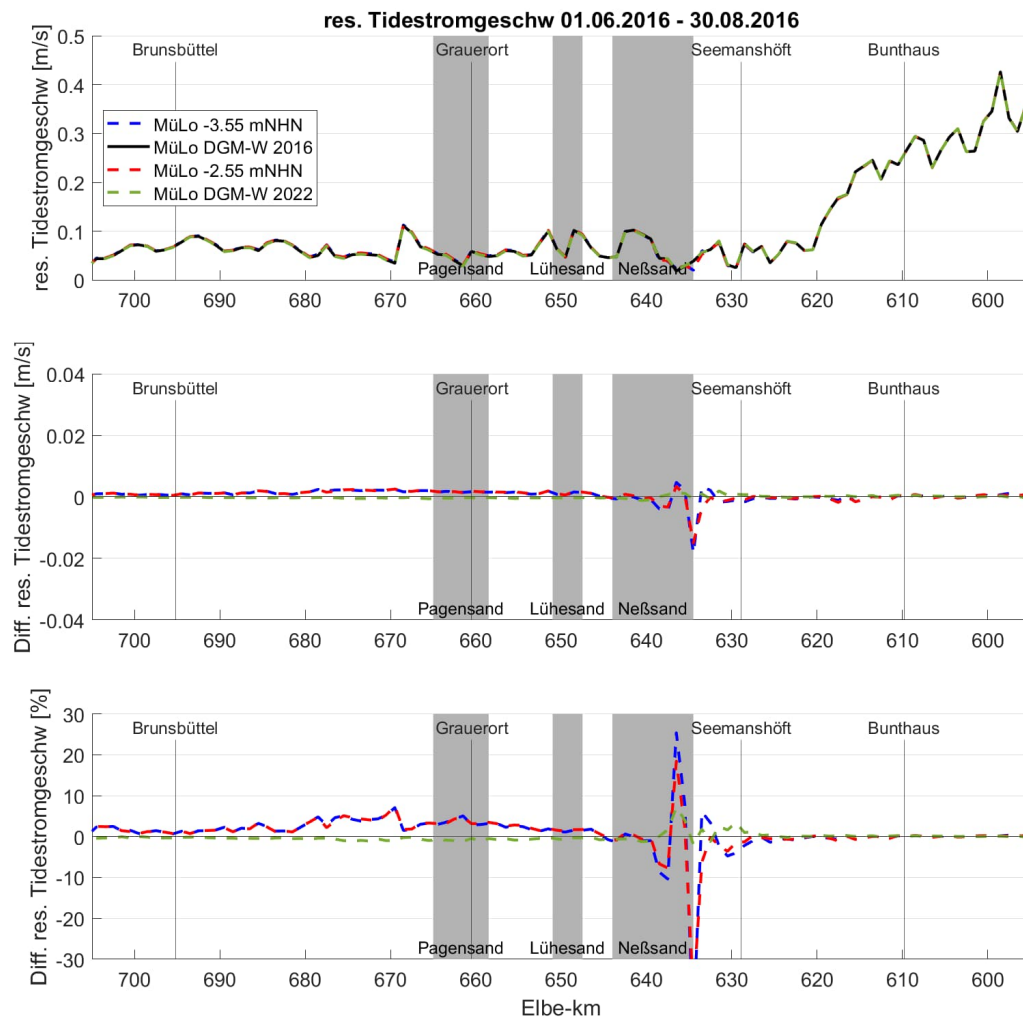 res. Tidestromgeschw 01.06.2016 - 30.08.2016
res. Tidestromgeschw [m/s]
0.5
0.4
0.3
0.2
0.1
0
Brunsbüttel
Grauerort
Seemanshöft
Bunthaus
MüLo -3.55 mNHN
MüLo DGM-W 2016
MüLo -2.55 mNHN
MüLo DGM-W 2022
Pagensand
Lühesand
Neßsand
700 690 680 670 660 650 640 630 620 610 600
Diff. res. Tidestromgeschw [m/s]
0.04
0.02
0
-0.02
-0.04
Brunsbüttel
Grauerort
Seemanshöft
Bunthaus
Pagensand
Lühesand
Neßsand
700 690 680 670 660 650 640 630 620 610 600
Diff. res. Tidestromgeschw [%]
30
20
10
0
-10
-20
-30
Brunsbüttel
Grauerort
Seemanshöft
Bunthaus
Pagensand
Lühesand
Neßsand
700 690 680 670 660 650 640 630 620 610 600
Elbe-km